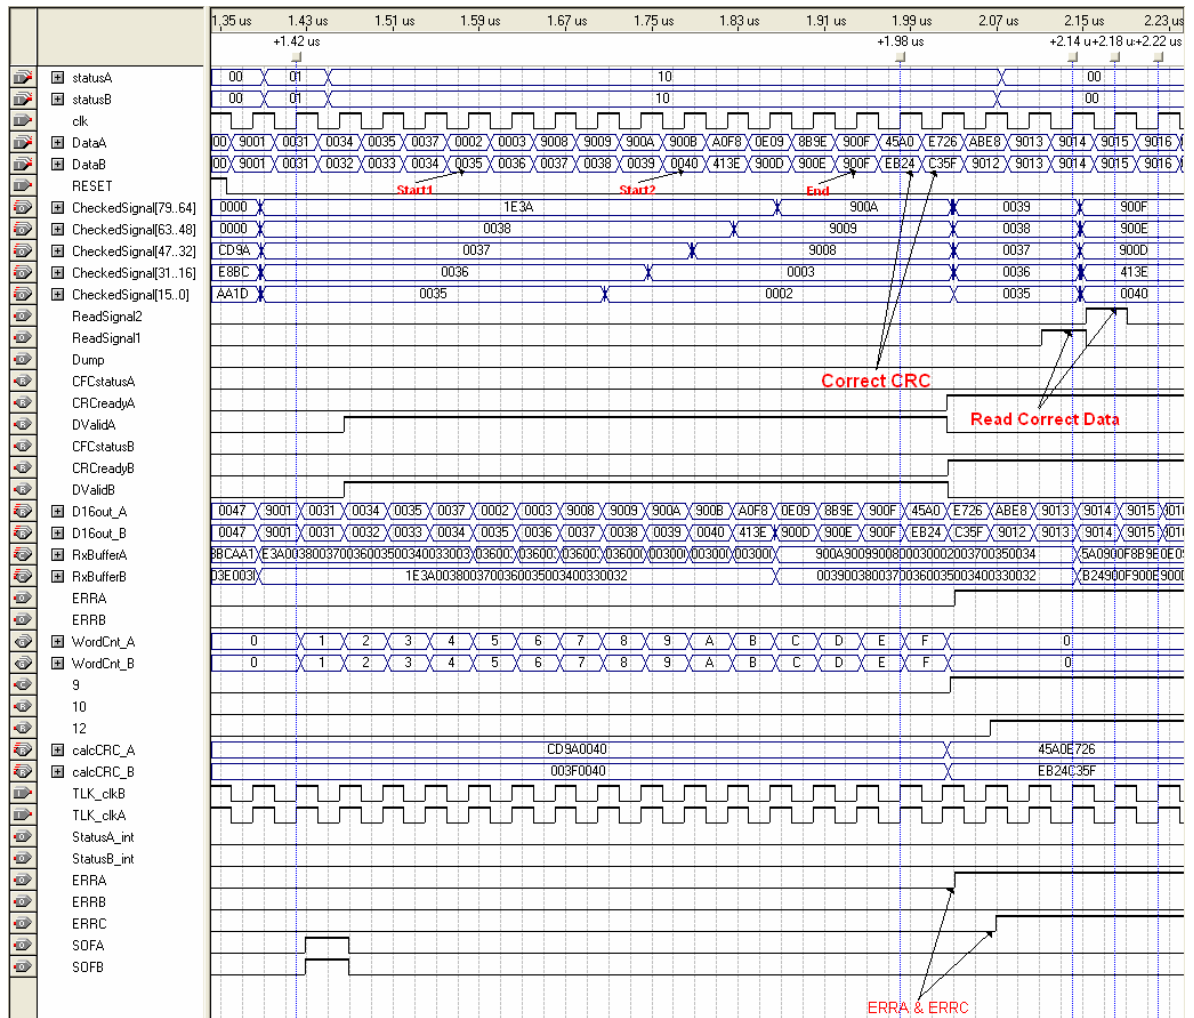 1.35 us 1.43 us 1.51 us 1.59 us 1.67 us 1.75 us 1.83 us 1.91 us 1.99 us 2.07 us 2.15 us 2.23 us
+1.42 us +1.98 us +2.14 u+2.18 u:+2.22 us
statusA 00 01 10 00
statusB 00 01 10 00
clk
DataA 00 9001 0031 0034 0035 0037 0002 0003 9008 9009 900A 900B A0F8 0E09 8B9E 900F 45A0 E726 ABE8 9013 9014 9015 9016
DataB 00 9001 0031 0032 0033 0034 0035 0036 0037 0038 0039 0040 413E 900D 900E 900F EB24 C35F 9012 9013 9014 9015 9016
RESET Start1 Start2 End
CheckedSignal[79..64] 0000 1E3A 900A 0039 900F
CheckedSignal[63..48] 0000 0038 9009 0038 900E
CheckedSignal[47..32] CD9A 0037 9008 0037 900D
CheckedSignal[31..16] E8BC 0036 0003 0036 413E
CheckedSignal[15..0] AA1D 0035 0002 0035 0040
ReadSignal2
ReadSignal1
Dump
CFCstatusA Correct CRC
CRCreadyA
DValidA Read Correct Data
CFCstatusB
CRCreadyB
DValidB
D16out_A 0047 9001 0031 0034 0035 0037 0002 0003 9008 9009 900A 900B A0F8 0E09 8B9E 900F 45A0 E726 ABE8 9013 9014 9015
D16out_B 0047 9001 0031 0032 0033 0034 0035 0036 0037 0038 0039 0040 413E 900D 900E 900F EB24 C35F 9012 9013 9014 9015
RxBufferA E3A0038003700360035003400330033 900A9009900800030002003700350034
RxBufferB 1E3A0038003700360035003400330032 00390038003700360035003400330032
ERRA
ERRB
WordCnt_A 0 1 2 3 4 5 6 7 8 9 A B C D E F 0
WordCnt_B 0 1 2 3 4 5 6 7 8 9 A B C D E F 0
9
10
12
calcCRC_A CD9A0040 45A0E726
calcCRC_B 003F0040 EB24C35F
TLK_clkB
TLK_clkA
StatusA_int
StatusB_int
ERRA
ERRB
ERRC
SOFA
SOFB
ERRA & ERRC